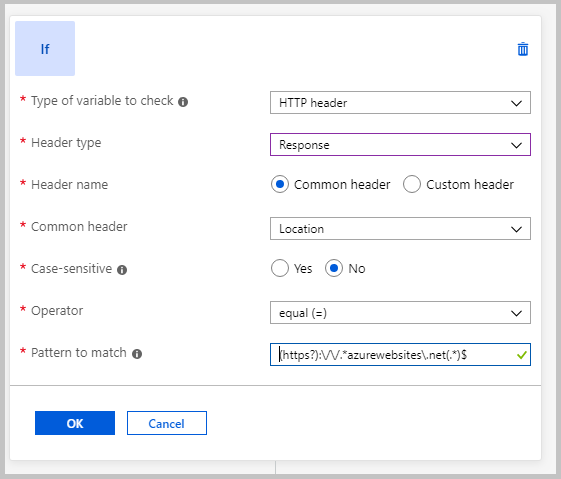 If
* Type of variable to check
HTTP header
* Header type
Response
* Header name
Common header
Custom header
* Common header
Location
* Case-sensitive
Yes
No
* Operator
equal (=)
* Pattern to match
(https?):\/\/.*azurewebsites\.net(.*)$
OK
Cancel